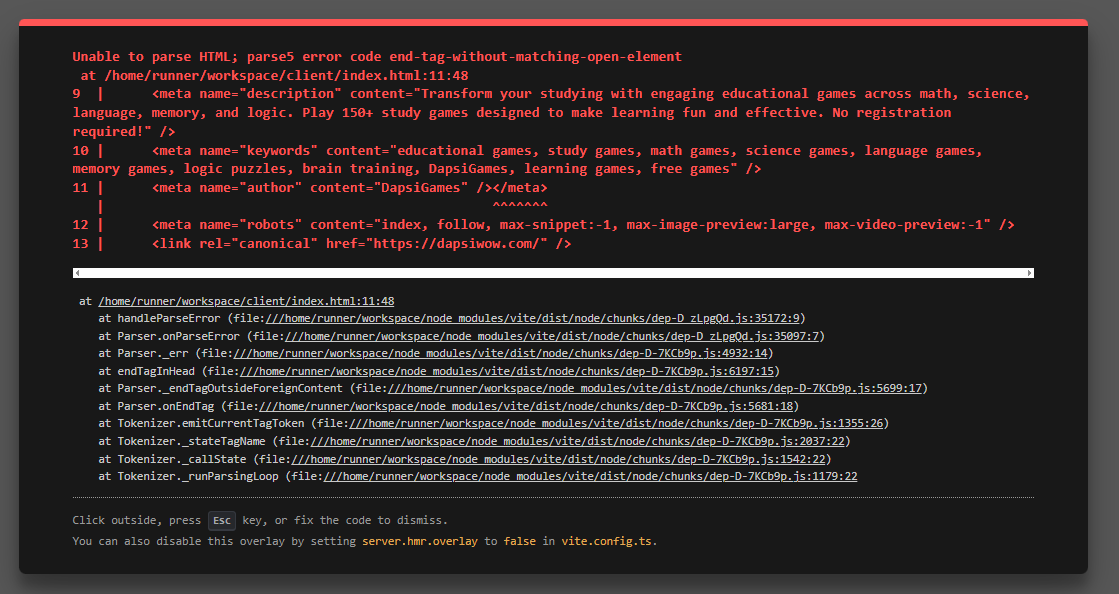 Unable to parse HTML; parse5 error code end-tag-without-matching-open-element
at /home/runner/workspace/client/index.html:11:48
9 | <meta name="description" content="Transform your studying with engaging educational games across math, science,
language, memory, and logic. Play 150+ study games designed to make learning fun and effective. No registration
required!" />
10 | <meta name="keywords" content="educational games, study games, math games, science games, language games,
memory games, logic puzzles, brain training, DapsiGames, learning games, free games" />
11 | <meta name="author" content="DapsiGames" /></meta>
| ^^^^^^^
12 | <meta name="robots" content="index, follow, max-snippet:-1, max-image-preview:large, max-video-preview:-1" />
13 | <link rel="canonical" href="https://dapsiwow.com/" />
at /home/runner/workspace/client/index.html:11:48
at handleParseError (file:///home/runner/workspace/node_modules/vite/dist/node/chunks/dep-D_zLpgQd.js:35172:9)
at Parser.onParseError (file:///home/runner/workspace/node_modules/vite/dist/node/chunks/dep-D_zLpgQd.js:35097:7)
at Parser._err (file:///home/runner/workspace/node_modules/vite/dist/node/chunks/dep-D-7KCb9p.js:4932:14)
at endTagInHead (file:///home/runner/workspace/node_modules/vite/dist/node/chunks/dep-D-7KCb9p.js:6197:15)
at Parser._endTagOutsideForeignContent (file:///home/runner/workspace/node_modules/vite/dist/node/chunks/dep-D-7KCb9p.js:5699:17)
at Parser.onEndTag (file:///home/runner/workspace/node_modules/vite/dist/node/chunks/dep-D-7KCb9p.js:5681:18)
at Tokenizer.emitCurrentTagToken (file:///home/runner/workspace/node_modules/vite/dist/node/chunks/dep-D-7KCb9p.js:1355:26)
at Tokenizer._stateTagName (file:///home/runner/workspace/node_modules/vite/dist/node/chunks/dep-D-7KCb9p.js:2037:22)
at Tokenizer._callState (file:///home/runner/workspace/node_modules/vite/dist/node/chunks/dep-D-7KCb9p.js:1542:22)
at Tokenizer._runParsingLoop (file:///home/runner/workspace/node_modules/vite/dist/node/chunks/dep-D-7KCb9p.js:1179:22
Click outside, press Esc key, or fix the code to dismiss.
You can also disable this overlay by setting server.hmr.overlay to false in vite.config.ts.